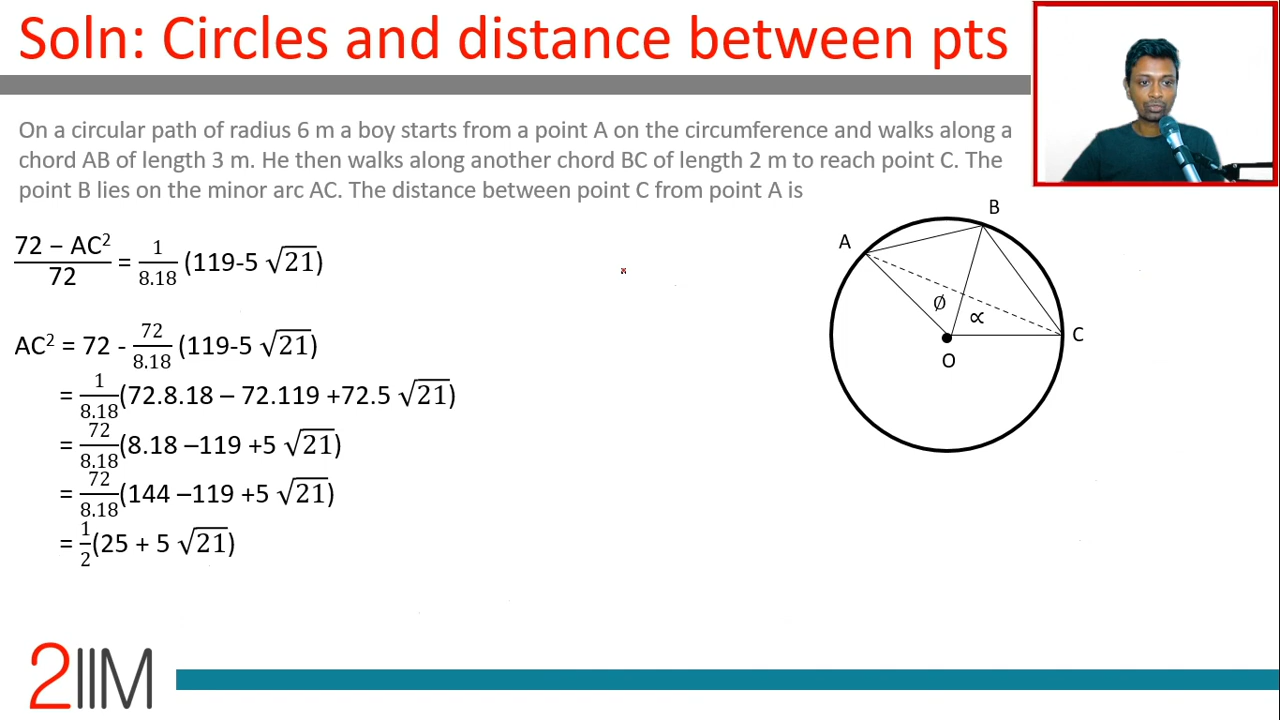 Soln: Circles and distance between pts
On a circular path of radius 6 m a boy starts from a point A on the circumference and walks along a
chord AB of length 3 m. He then walks along another chord BC of length 2 m to reach point C. The
point B lies on the minor arc AC. The distance between point C from point A is
72 − AC²/72 = 1/8.18 (119-5 √21)
AC² = 72 - 72/8.18 (119-5 √21)
= 1/8.18(72.8.18 – 72.119 +72.5 √21)
= 72/8.18(8.18 –119 +5 √21)
= 72/8.18(144 –119 +5 √21)
= 1/2(25 + 5 √21)
B
A
∅
∝
C
O
2IIM